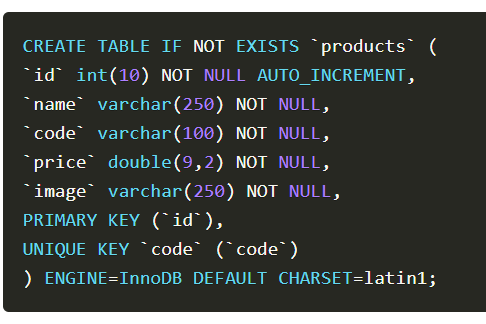 CREATE TABLE IF NOT EXISTS `products` (
`id` int(10) NOT NULL AUTO_INCREMENT,
`name` varchar(250) NOT NULL,
`code` varchar(100) NOT NULL,
`price` double(9,2) NOT NULL,
`image` varchar(250) NOT NULL,
PRIMARY KEY (`id`),
UNIQUE KEY `code` (`code`)
) ENGINE=InnoDB DEFAULT CHARSET=latin1;